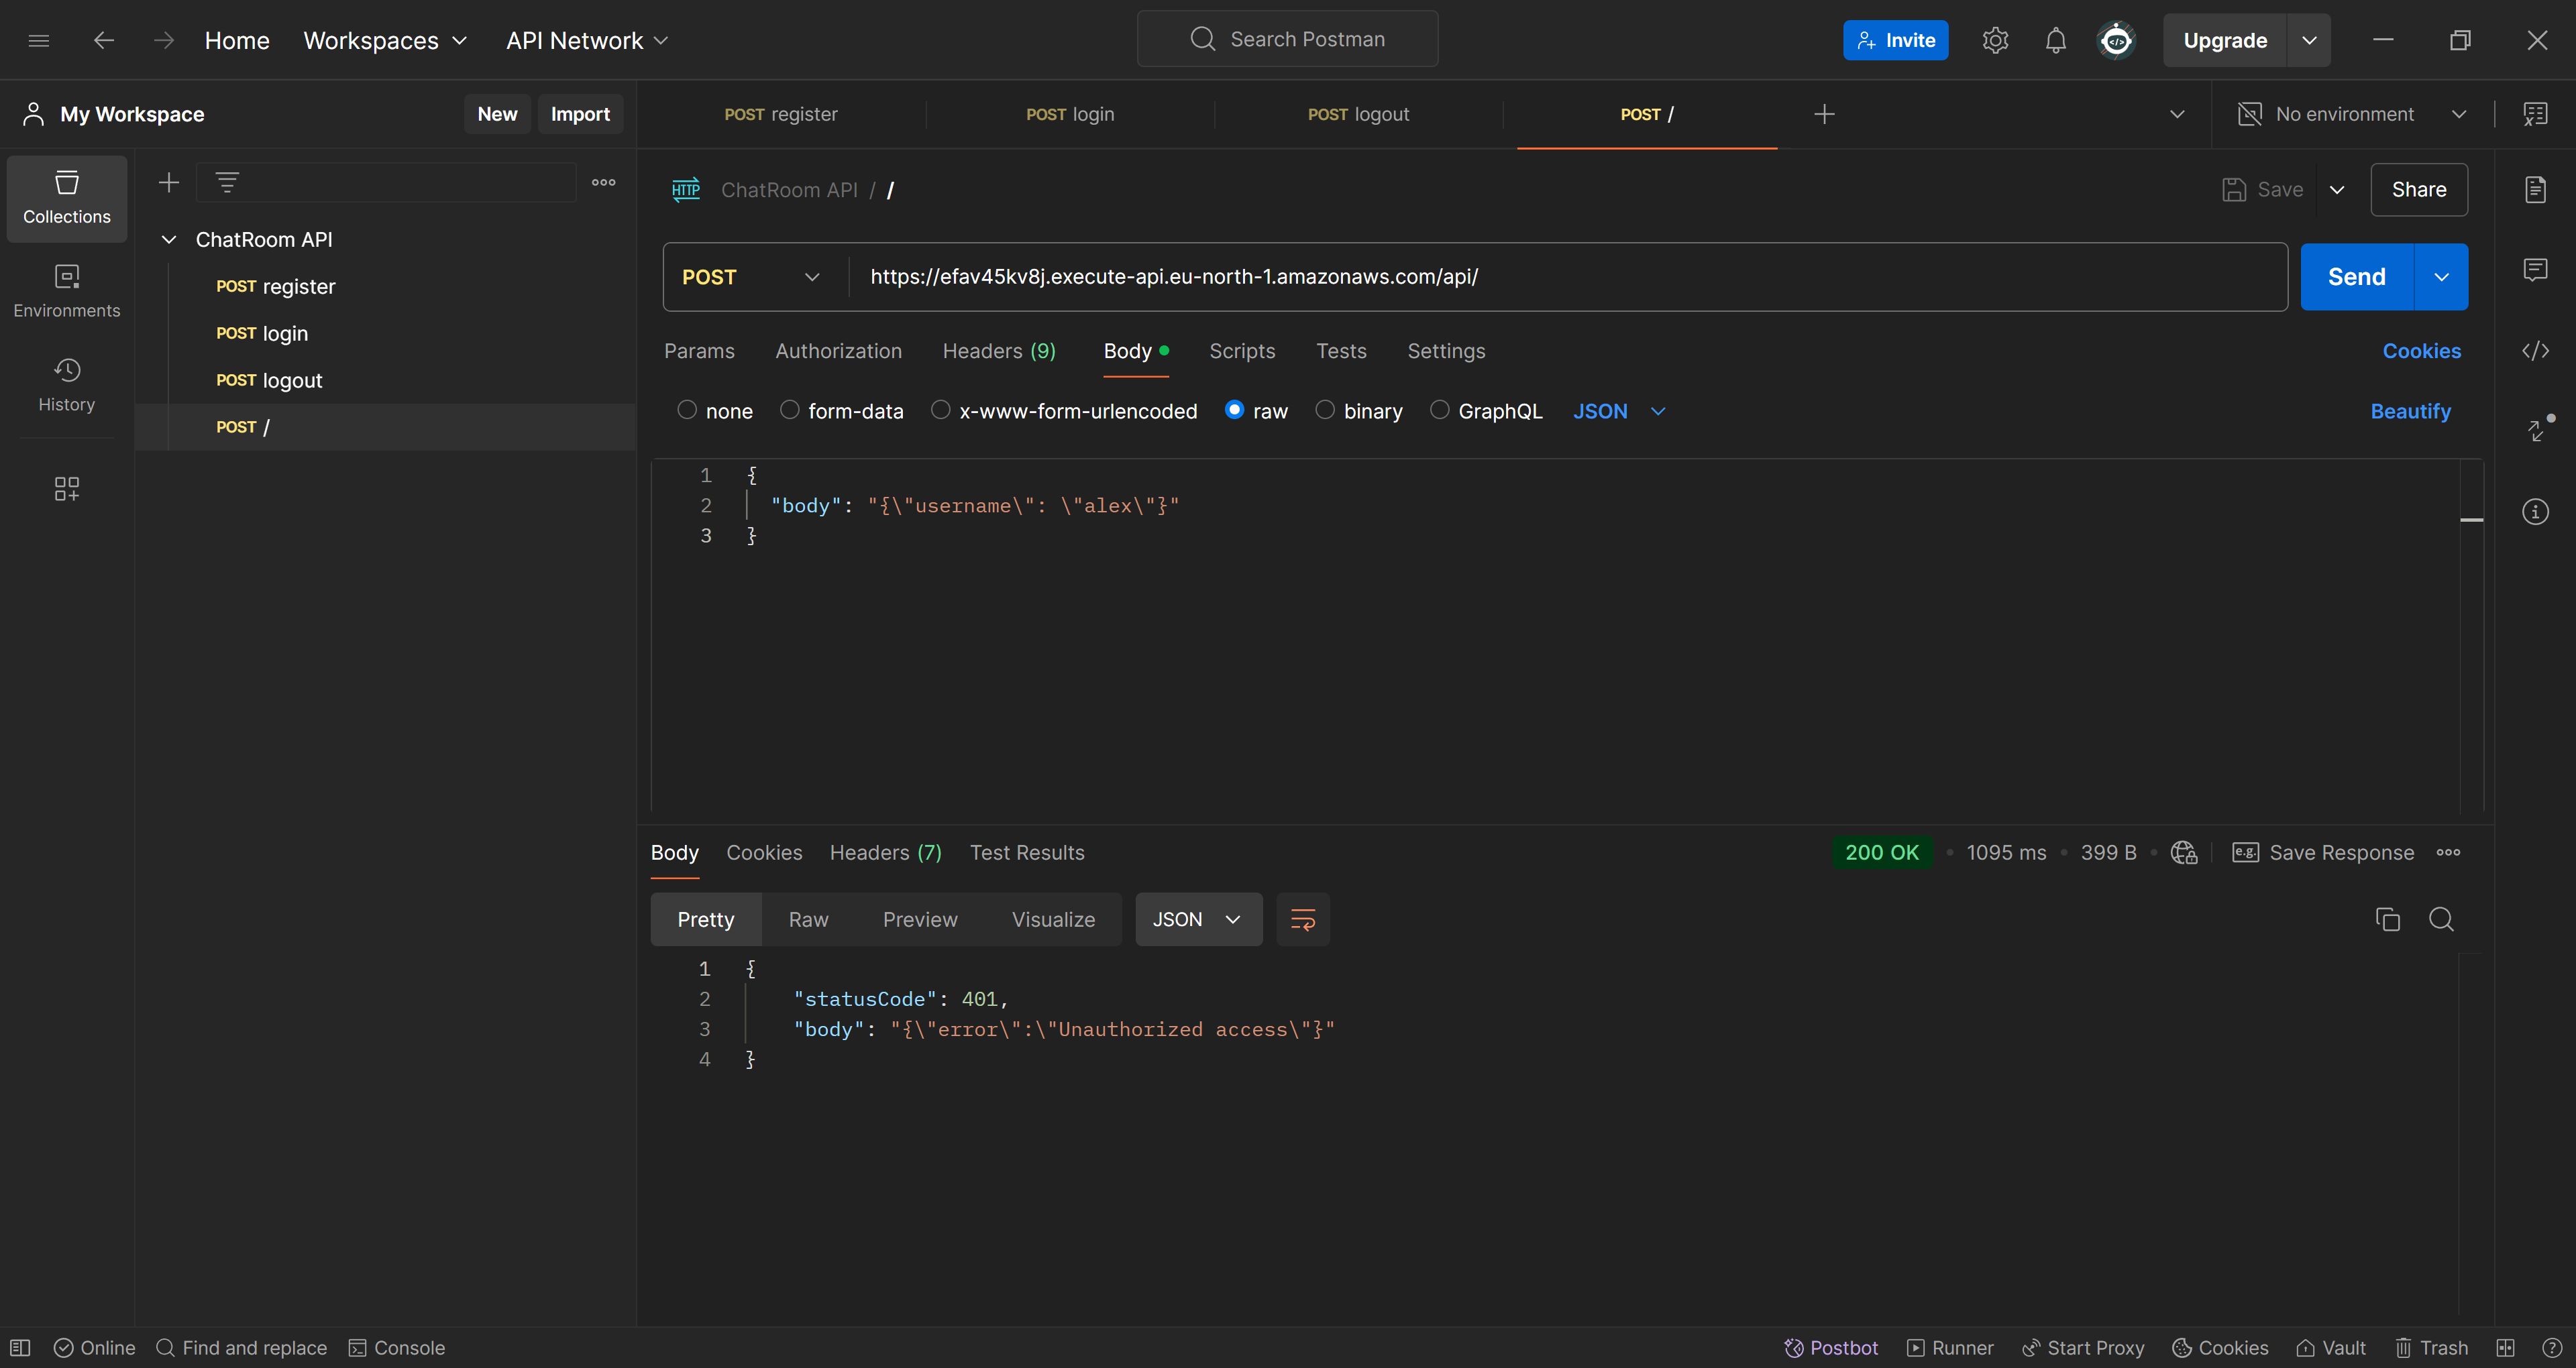 Home Workspaces API Network Search Postman Invite Upgrade
My Workspace New Import
POST register POST login POST logout POST / No environment
Collections
Environments
History
ChatRoom API
POST register
POST login
POST logout
POST /
HTTP ChatRoom API / / Save Share
POST https://efav45kv8j.execute-api.eu-north-1.amazonaws.com/api/ Send
Params Authorization Headers (9) Body Scripts Tests Settings Cookies
none form-data x-www-form-urlencoded raw binary GraphQL JSON Beautify
1 {
2 "body": "{\"username\": \"alex\"}"
3 }
Body Cookies Headers (7) Test Results 200 OK 1095 ms 399 B e.g. Save Response
Pretty Raw Preview Visualize JSON
1 {
2 "statusCode": 401,
3 "body": "{\"error\":\"Unauthorized access\"}"
4 }
Online Find and replace Console Postbot Runner Start Proxy Cookies Vault Trash